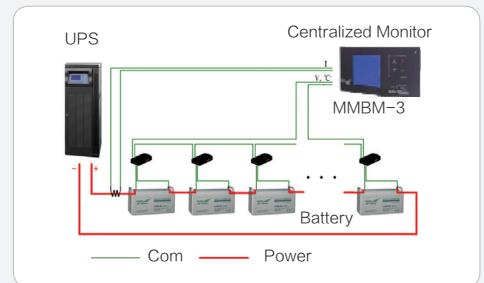 UPS
Centralized Monitor
I
V, ℃
MMBM-3
− +
· · ·
Battery
Com
Power